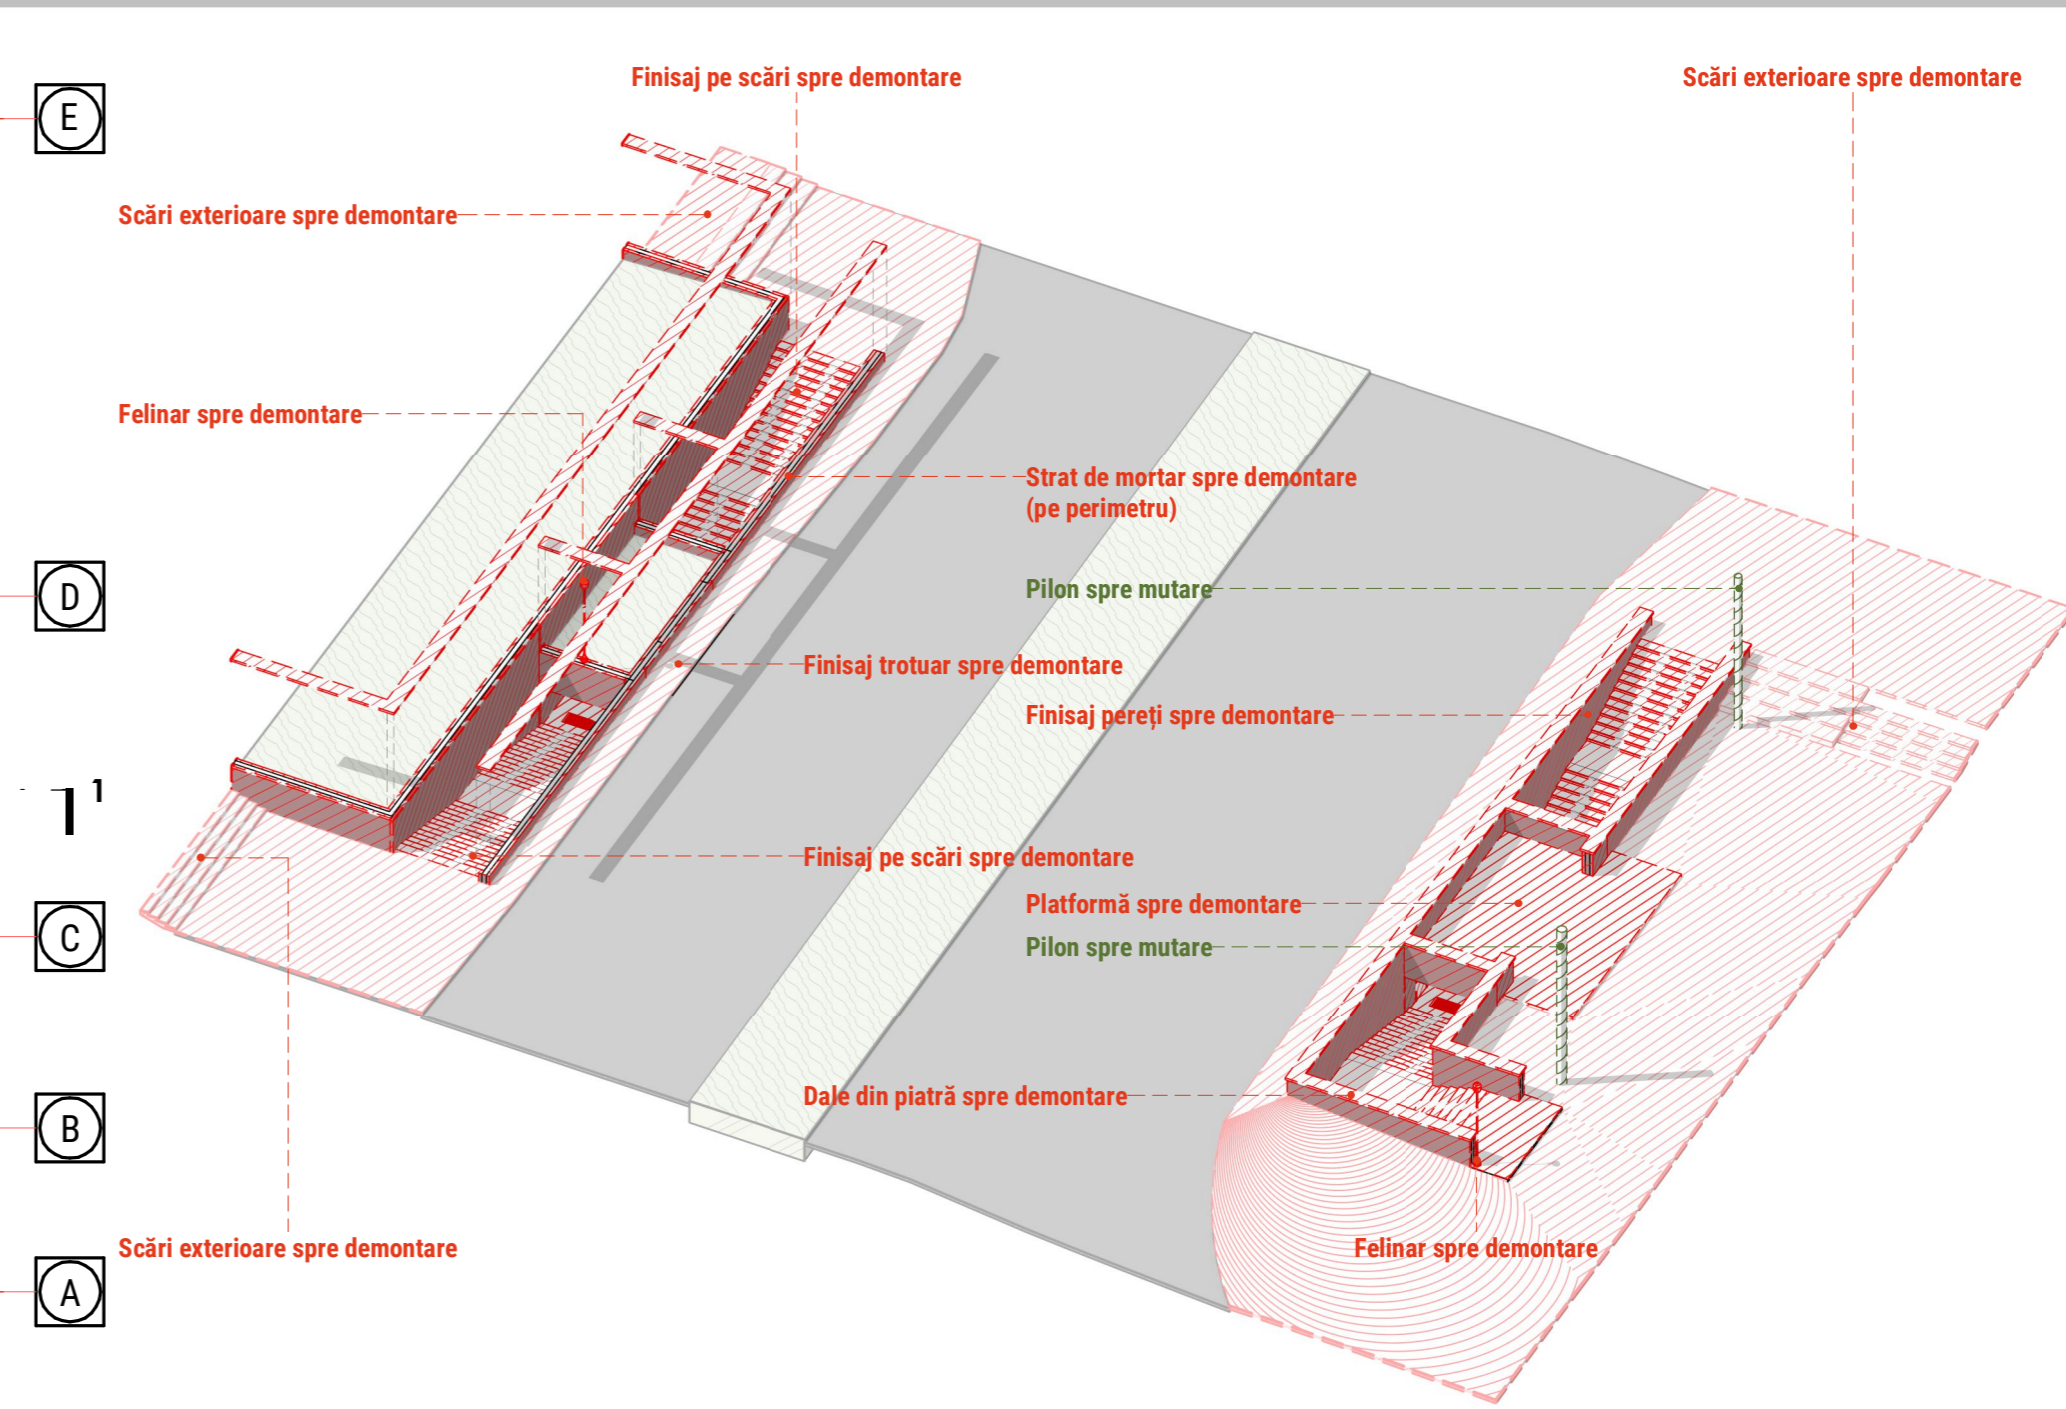 Finisaj pe scări spre demontare
Scări exterioare spre demontare
E
Scări exterioare spre demontare
Felinar spre demontare
Strat de mortar spre demontare
(pe perimetru)
D
Pilon spre mutare
Finisaj trotuar spre demontare
Finisaj pereți spre demontare
1¹
Finisaj pe scări spre demontare
Platformă spre demontare
C
Pilon spre mutare
Dale din piatră spre demontare
B
Scări exterioare spre demontare
Felinar spre demontare
A